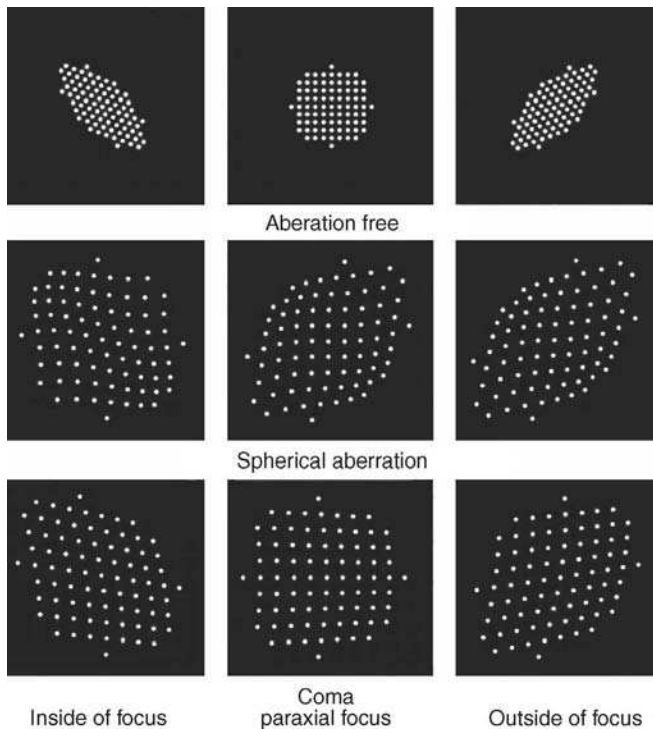 Aberation free
Spherical aberration
Coma
Inside of focus
paraxial focus
Outside of focus